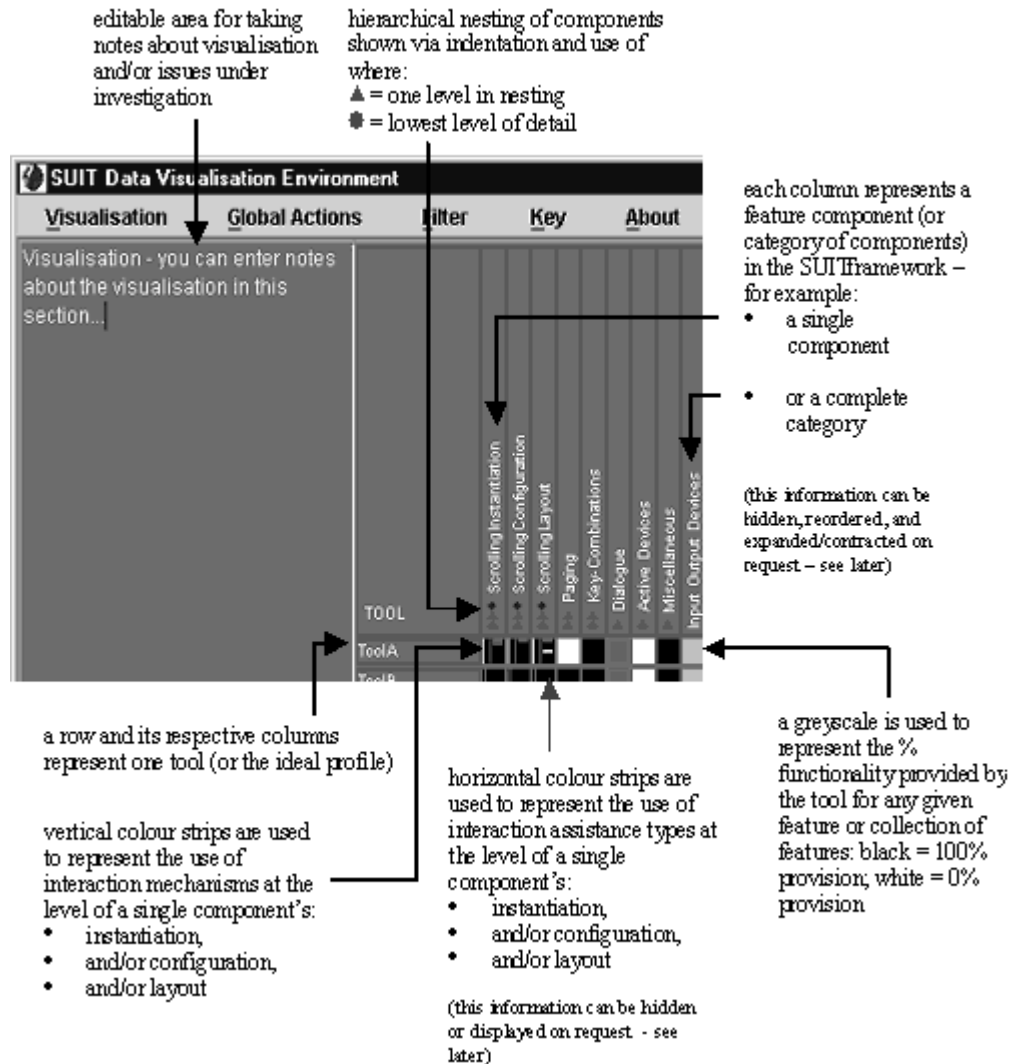 editable area for taking
notes about visualisation
and/or issues under
investigation
hierarchical nesting of components
shown via indentation and use of
where:
▲ = one level in nesting
● = lowest level of detail
SUIT Data Visualisation Environment
Visualisation Global Actions Filter Key About
Visualisation - you can enter notes
about the visualisation in this
section...
each column represents a
feature component (or
category of components)
in the SUIT framework –
for example:
• a single
component
• or a complete
category
(this information can be
hidden, reordered, and
expanded/contracted on
request – see later)
Scrolling Instantiation
Scrolling Configuration
Scrolling Layout
Paging
Key-Combinations
Dialogue
Active Devices
Miscellaneous
Input Output Devices
TOOL
ToolA
ToolB
a row and its respective columns
represent one tool (or the ideal profile)
vertical colour strips are used
to represent the use of
interaction mechanisms at the
level of a single component's:
• instantiation,
• and/or configuration,
• and/or layout
horizontal colour strips are
used to represent the use of
interaction assistance types at
the level of a single
component's:
• instantiation,
• and/or configuration,
• and/or layout
(this information can be hidden
or displayed on request - see
later)
a greyscale is used to
represent the %
functionality provided by
the tool for any given
feature or collection of
features: black = 100%
provision; white = 0%
provision